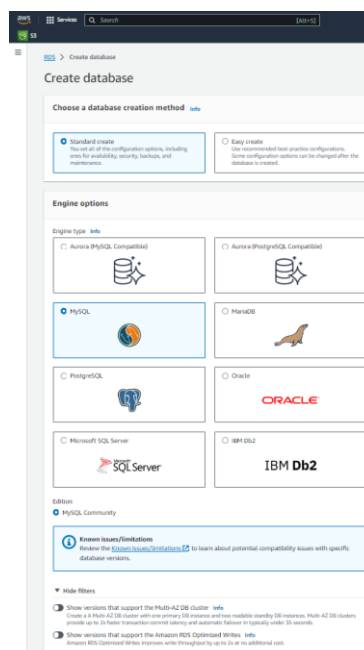 aws
Services
Search
[Alt+S]
S3
RDS > Create database
Create database
Choose a database creation method Info
Standard create
You set all of the configuration options, including
ones for availability, security, backups, and
maintenance.
Easy create
Use recommended best-practice configurations.
Some configuration options can be changed after the
database is created.
Engine options
Engine type Info
Aurora (MySQL Compatible)
Aurora (PostgreSQL Compatible)
MySQL
MariaDB
PostgreSQL
Oracle
ORACLE
Microsoft SQL Server
Microsoft
SQL Server
IBM Db2
IBM Db2
Edition
MySQL Community
Known issues/limitations
Review the Known issues/limitations to learn about potential compatibility issues with specific
database versions.
Hide filters
Show versions that support the Multi-AZ DB cluster Info
Create a A Multi-AZ DB cluster with one primary DB instance and two readable standby DB instances. Multi-AZ DB clusters
provide up to 2x faster transaction commit latency and automatic failover in typically under 35 seconds.
Show versions that support the Amazon RDS Optimized Writes Info
Amazon RDS Optimized Writes improves write throughput by up to 2x at no additional cost.